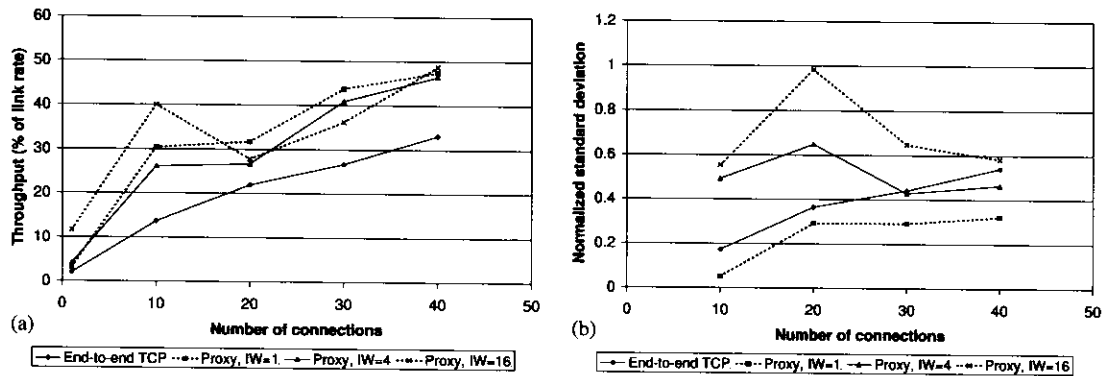 60
50
40
30
20
10
0
Throughput (% of link rate)
0 10 20 30 40 50
(a)
Number of connections
End-to-end TCP Proxy, IW=1 Proxy, IW=4 Proxy, IW=16
1.2
1
0.8
0.6
0.4
0.2
0
Normalized standard deviation
0 10 20 30 40 50
(b)
Number of connections
End-to-end TCP Proxy, IW=1 Proxy, IW=4 Proxy, IW=16